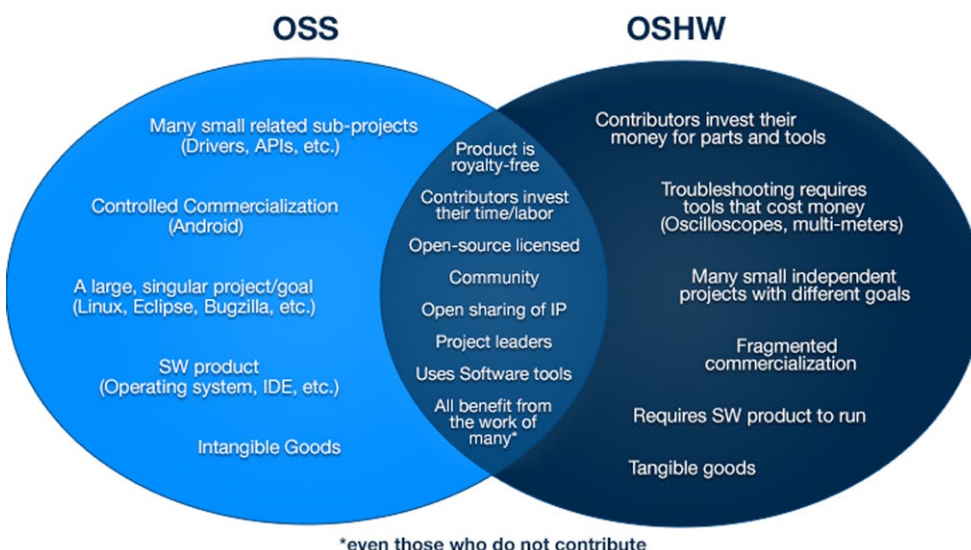 OSS
OSHW
Many small related sub-projects
(Drivers, APIs, etc.)
Controlled Commercialization
(Android)
A large, singular project/goal
(Linux, Eclipse, Bugzilla, etc.)
SW product
(Operating system, IDE, etc.)
Intangible Goods
Product is
royalty-free
Contributors invest
their time/labor
Open-source licensed
Community
Open sharing of IP
Project leaders
Uses Software tools
All benefit from
the work of
many*
Contributors invest their
money for parts and tools
Troubleshooting requires
tools that cost money
(Oscilloscopes, multi-meters)
Many small independent
projects with different goals
Fragmented
commercialization
Requires SW product to run
Tangible goods
*even those who do not contribute